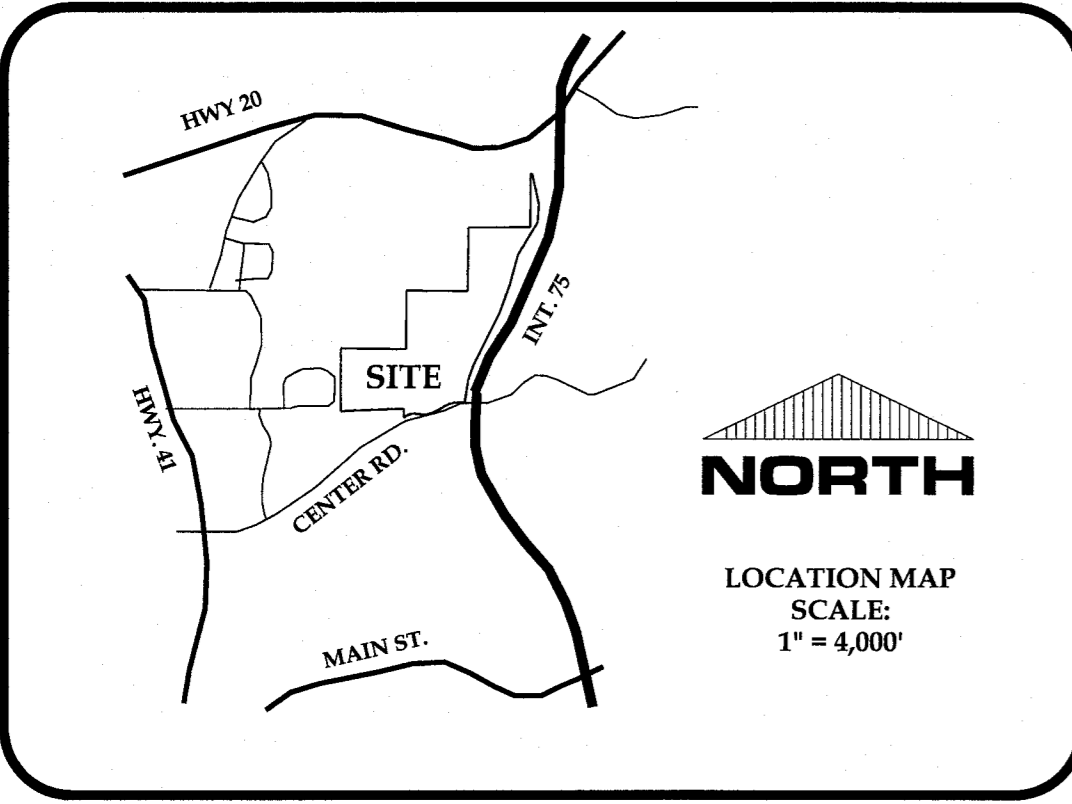 HWY 20
INT. 75
SITE
HWY. 41
CENTER RD.
NORTH
LOCATION MAP
SCALE:
1" = 4,000'
MAIN ST.